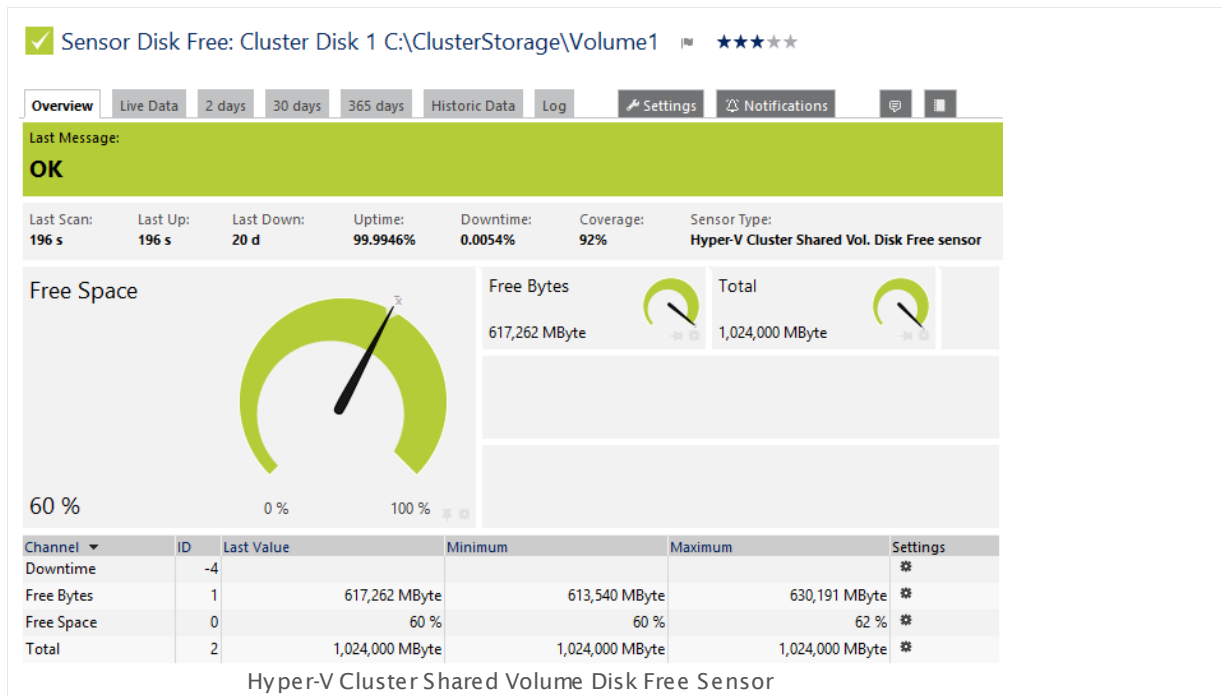 Sensor Disk Free: Cluster Disk 1 C:\ClusterStorage\Volume1
Overview Live Data 2 days 30 days 365 days Historic Data Log Settings Notifications
Last Message:
OK
Last Scan: Last Up: Last Down: Uptime: Downtime: Coverage: Sensor Type:
196 s 196 s 20 d 99.9946% 0.0054% 92% Hyper-V Cluster Shared Vol. Disk Free sensor
Free Space
x
60 %
0 % 100 %
Free Bytes
617,262 MByte
Total
1,024,000 MByte
Channel ID Last Value Minimum Maximum Settings
Downtime -4
Free Bytes 1 617,262 MByte 613,540 MByte 630,191 MByte
Free Space 0 60 % 60 % 62 %
Total 2 1,024,000 MByte 1,024,000 MByte 1,024,000 MByte
Hyper-V Cluster Shared Volume Disk Free Sensor